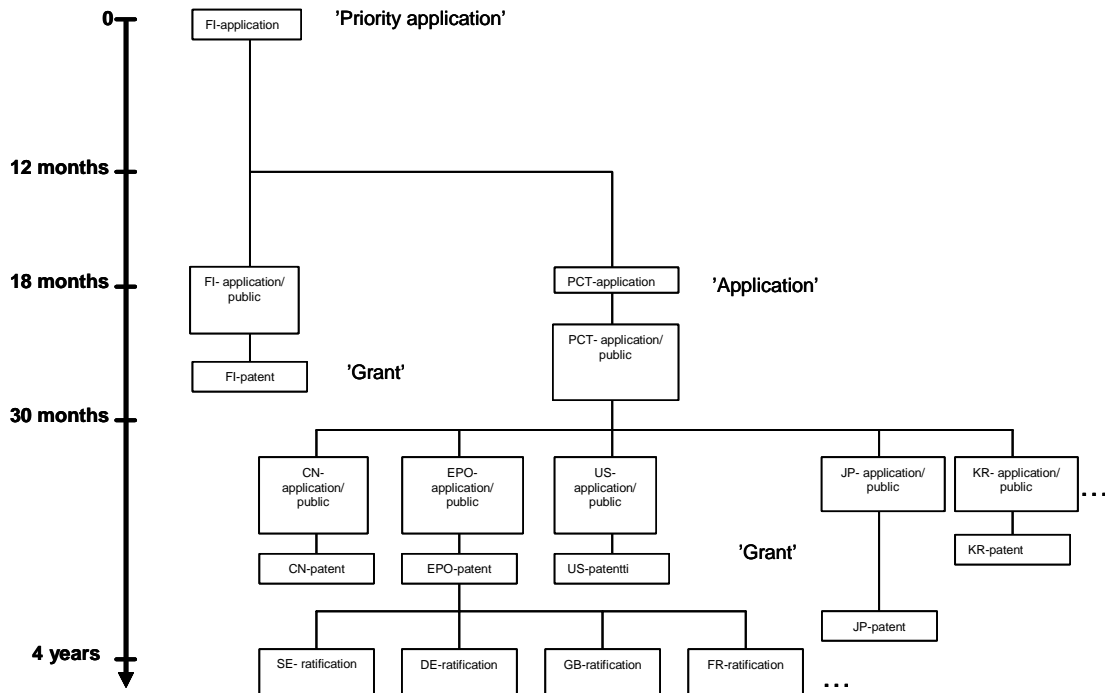 0
FI-application
'Priority application'
12 months
18 months
FI- application/
public
PCT-application
'Application'
PCT- application/
public
FI-patent
'Grant'
30 months
CN-
application/
public
EPO-
application/
public
US-
application/
public
JP- application/
public
KR- application/
public
...
CN-patent
EPO-patent
US-patentti
'Grant'
KR-patent
JP-patent
4 years
SE- ratification
DE-ratification
GB-ratification
FR-ratification
...